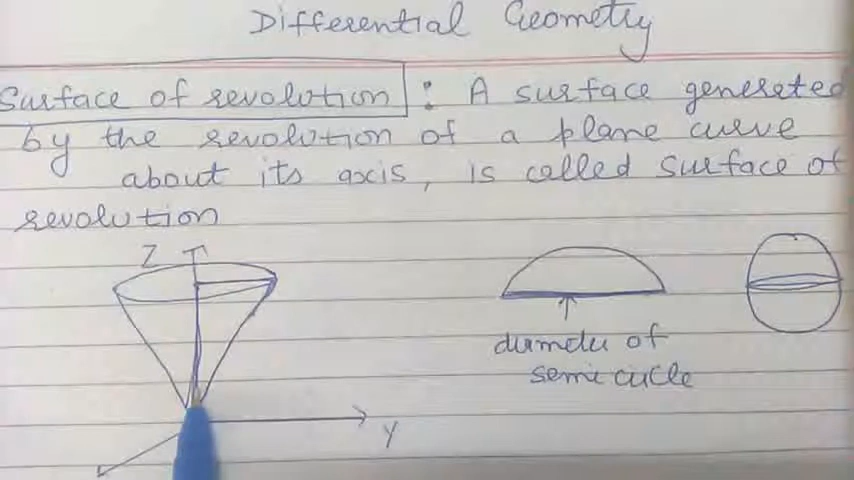 Differential Geometry
Surface of revolution : A surface generated
by the revolution of a plane curve
about its axis, is called surface of
revolution
Z
diameter of
semi circle
Y